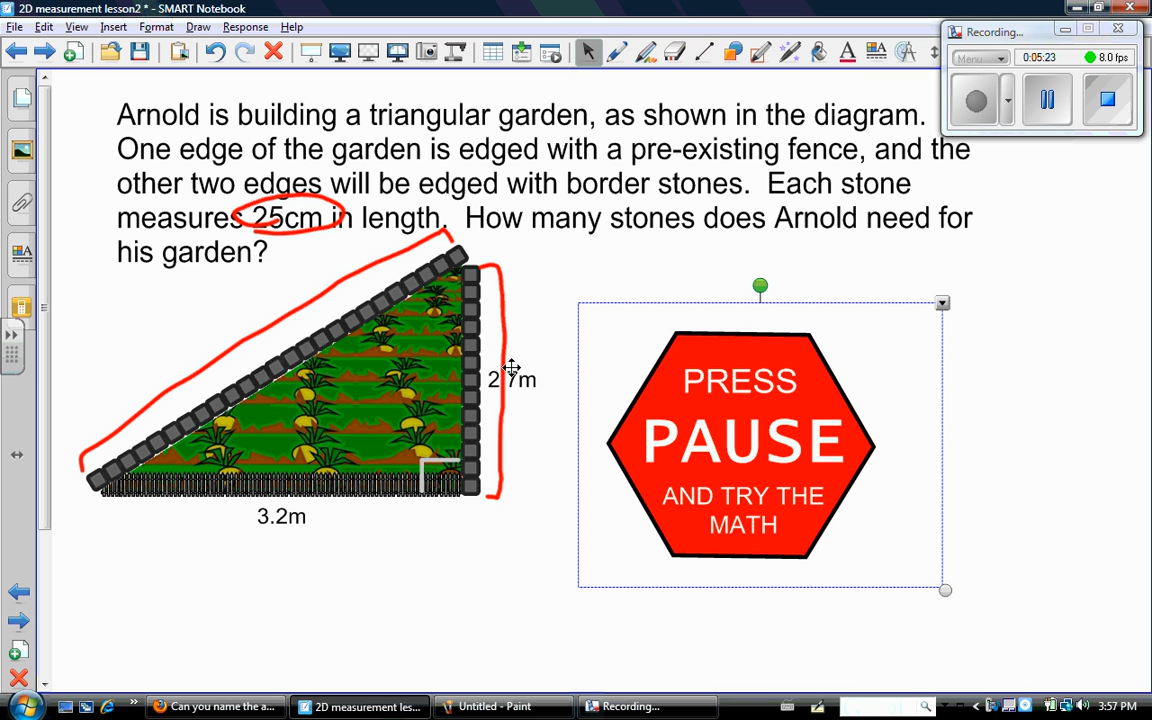 2D measurement lesson2 * - SMART Notebook
File Edit View Insert Format Draw Response Help
Recording...
Menu 0:05:23 8.0 fps
Arnold is building a triangular garden, as shown in the diagram.
One edge of the garden is edged with a pre-existing fence, and the
other two edges will be edged with border stones. Each stone
measures 25cm in length. How many stones does Arnold need for
his garden?
2.7m
3.2m
PRESS
PAUSE
AND TRY THE
MATH
Can you name the a... 2D measurement les... Untitled - Paint Recording... 3:57 PM